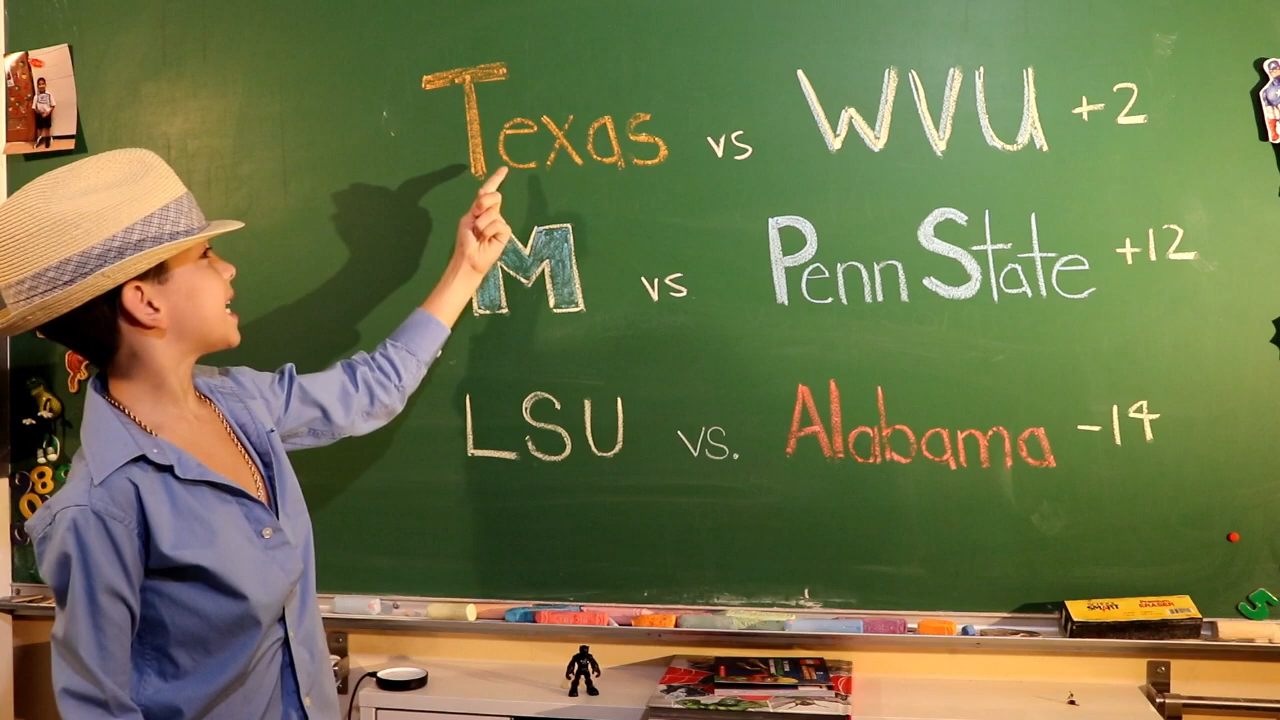 Texas vs WVU +2
M vs Penn State +12
LSU vs. Alabama -14